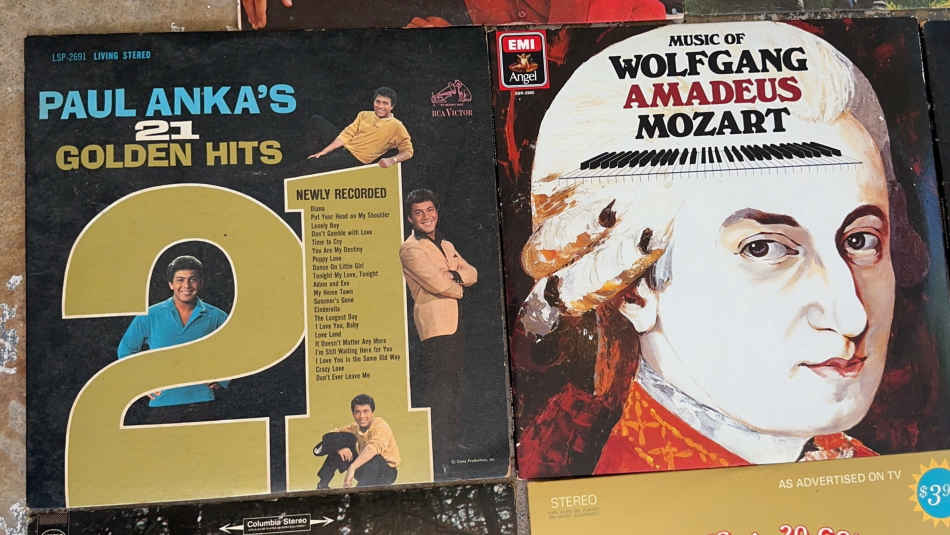 LSP-2691 LIVING STEREO
PAUL ANKA'S
21
GOLDEN HITS
RCA VICTOR
21
NEWLY RECORDED
Diana
Put Your Head on My Shoulder
Lonely Boy
Don't Gamble with Love
Time to Cry
You Are My Destiny
Puppy Love
Dance On Little Girl
Tonight My Love, Tonight
Adam and Eve
My Home Town
Summer's Gone
Cinderella
The Longest Day
I Love You, Baby
Love Land
It Doesn't Matter Any More
I'm Still Waiting Here for You
I Love You in the Same Old Way
Crazy Love
Don't Ever Leave Me
EMI
Angel
MUSIC OF
WOLFGANG
AMADEUS
MOZART
Columbia Stereo
STEREO
AS ADVERTISED ON TV